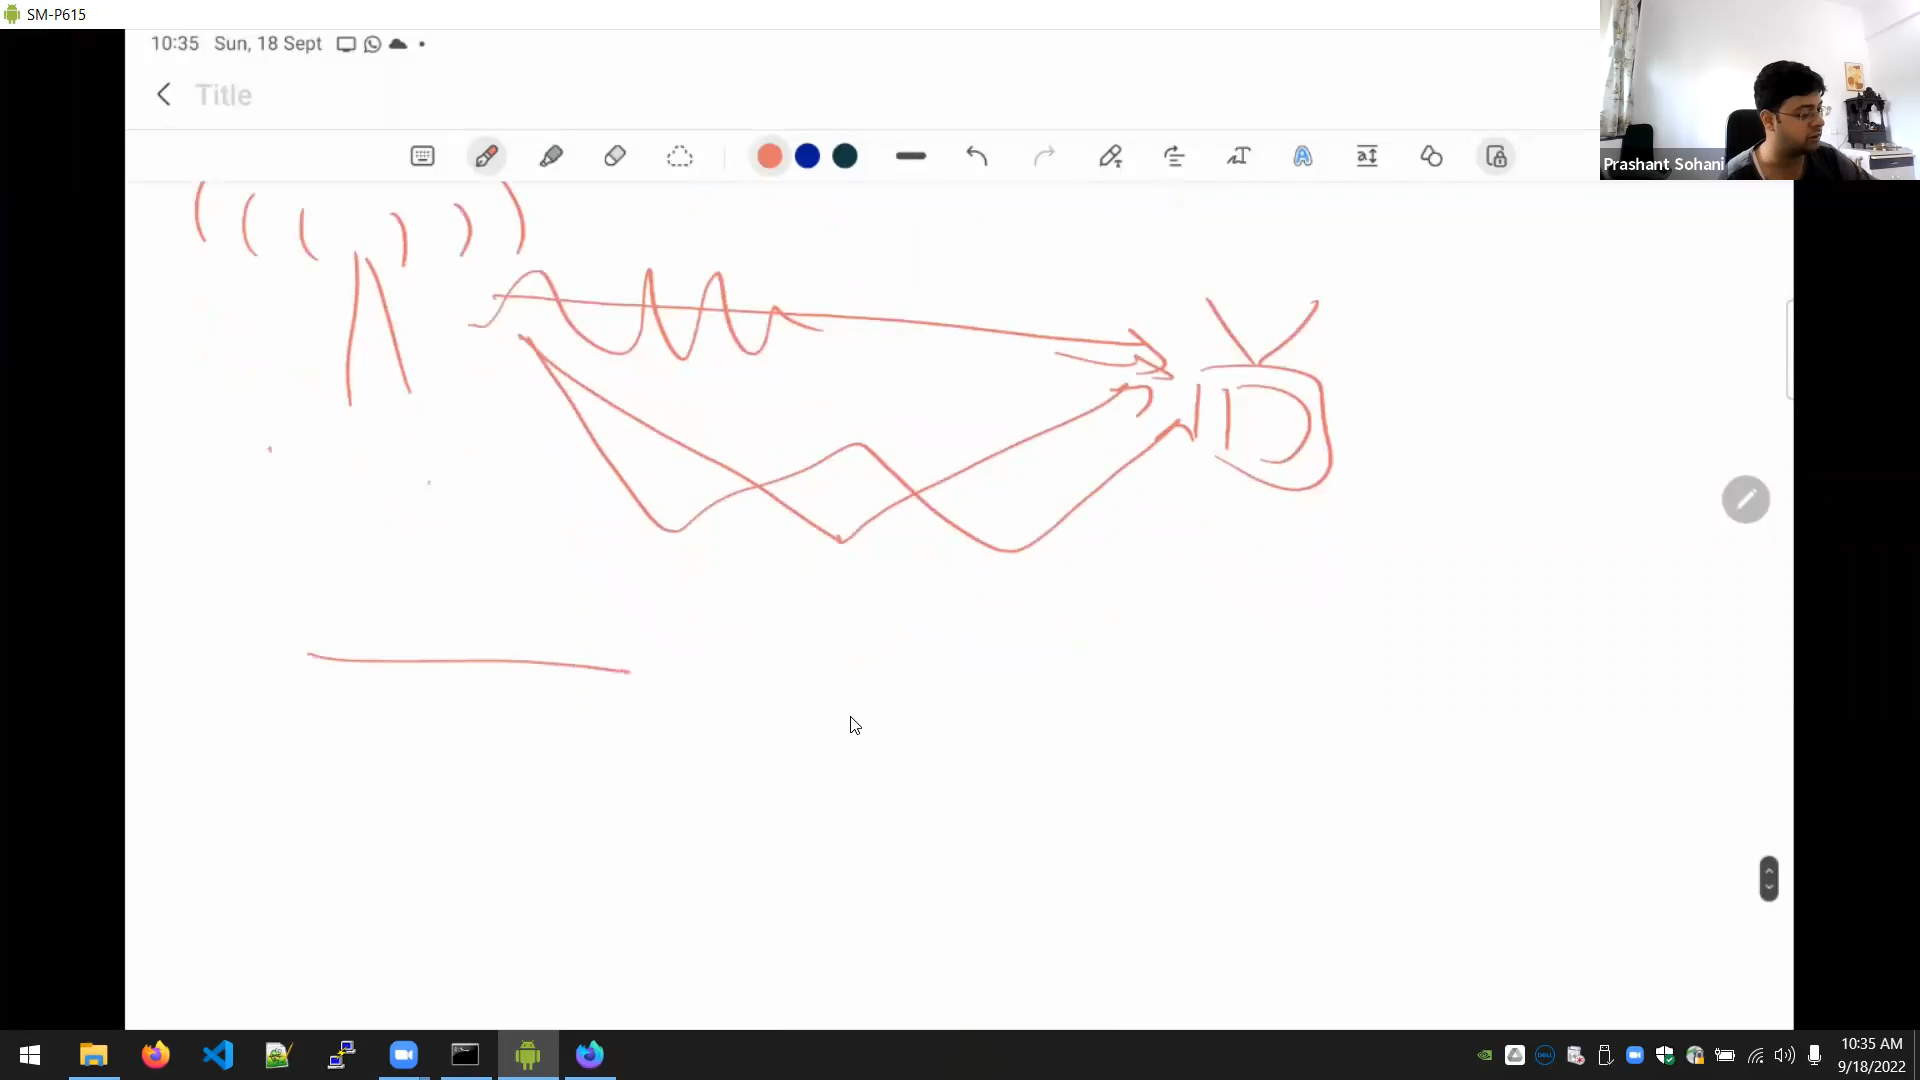 SM-P615
10:35 Sun, 18 Sept
Title
Prashant Sohani
10:35 AM
9/18/2022